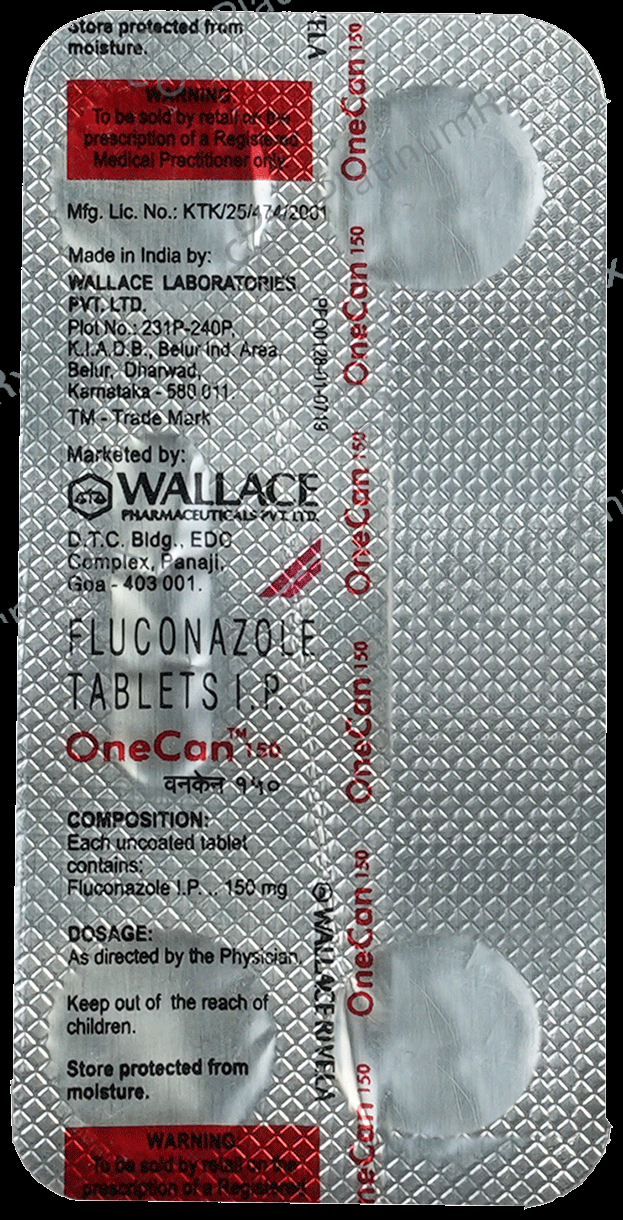 Store protected from
moisture.
WARNING
To be sold by retail on the
prescription of a Registered
Medical Practitioner only.
Mfg. Lic. No.: KTK/25/474/2001
Made in India by:
WALLACE LABORATORIES
PVT. LTD.
Plot No.: 231P-240P,
K.I.A.D.B., Belur Ind. Area,
Belur, Dharwad,
Karnataka - 580 011.
TM - Trade Mark
Marketed by:
WALLACE
PHARMACEUTICALS PVT. LTD.
D.T.C. Bldg., EDC
Complex, Panaji,
Goa - 403 001.
FLUCONAZOLE
TABLETS I.P.
OneCan™ 150
वनकेन १५०
COMPOSITION:
Each uncoated tablet
contains:
Fluconazole I.P. .. 150 mg
DOSAGE:
As directed by the Physician.
Keep out of the reach of
children.
Store protected from
moisture.
WARNING
To be sold by retail on the
prescription of a Registered
ELA
WALLACE RIVELA
OneCan 150
OneCan 150
OneCan 150
OneCan 150
OneCan 150
OneCan 150
PlatinumRx